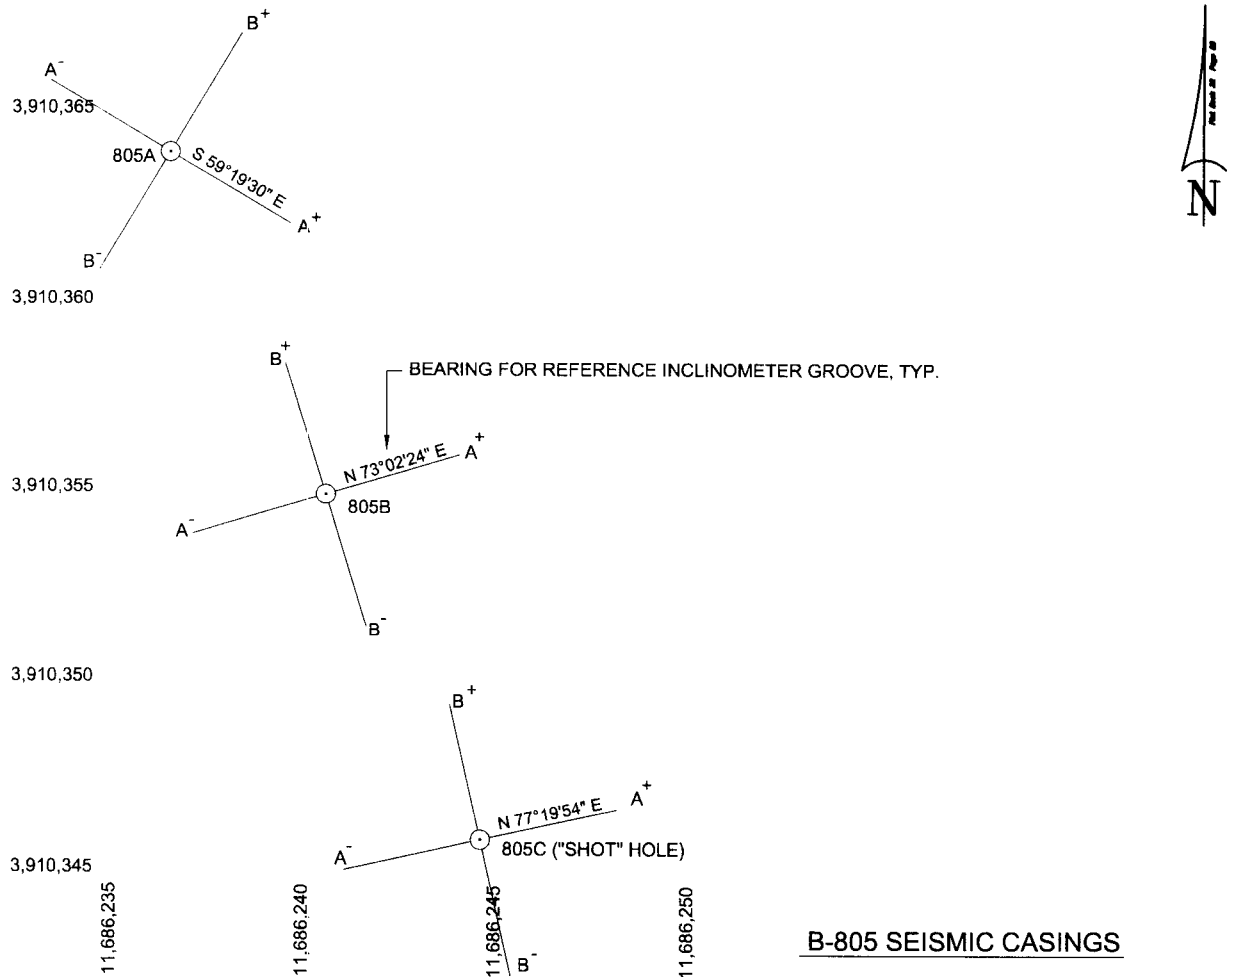 B+
A-
3,910,365
805A
S 59°19'30" E
A+
B-
3,910,360
B+
BEARING FOR REFERENCE INCLINOMETER GROOVE, TYP.
N 73°02'24" E
A+
3,910,355
805B
A-
B-
3,910,350
B+
N 77°19'54" E
A+
805C ("SHOT" HOLE)
A-
3,910,345
11,686,235
11,686,240
11,686,245
11,686,250
B-
B-805 SEISMIC CASINGS
N